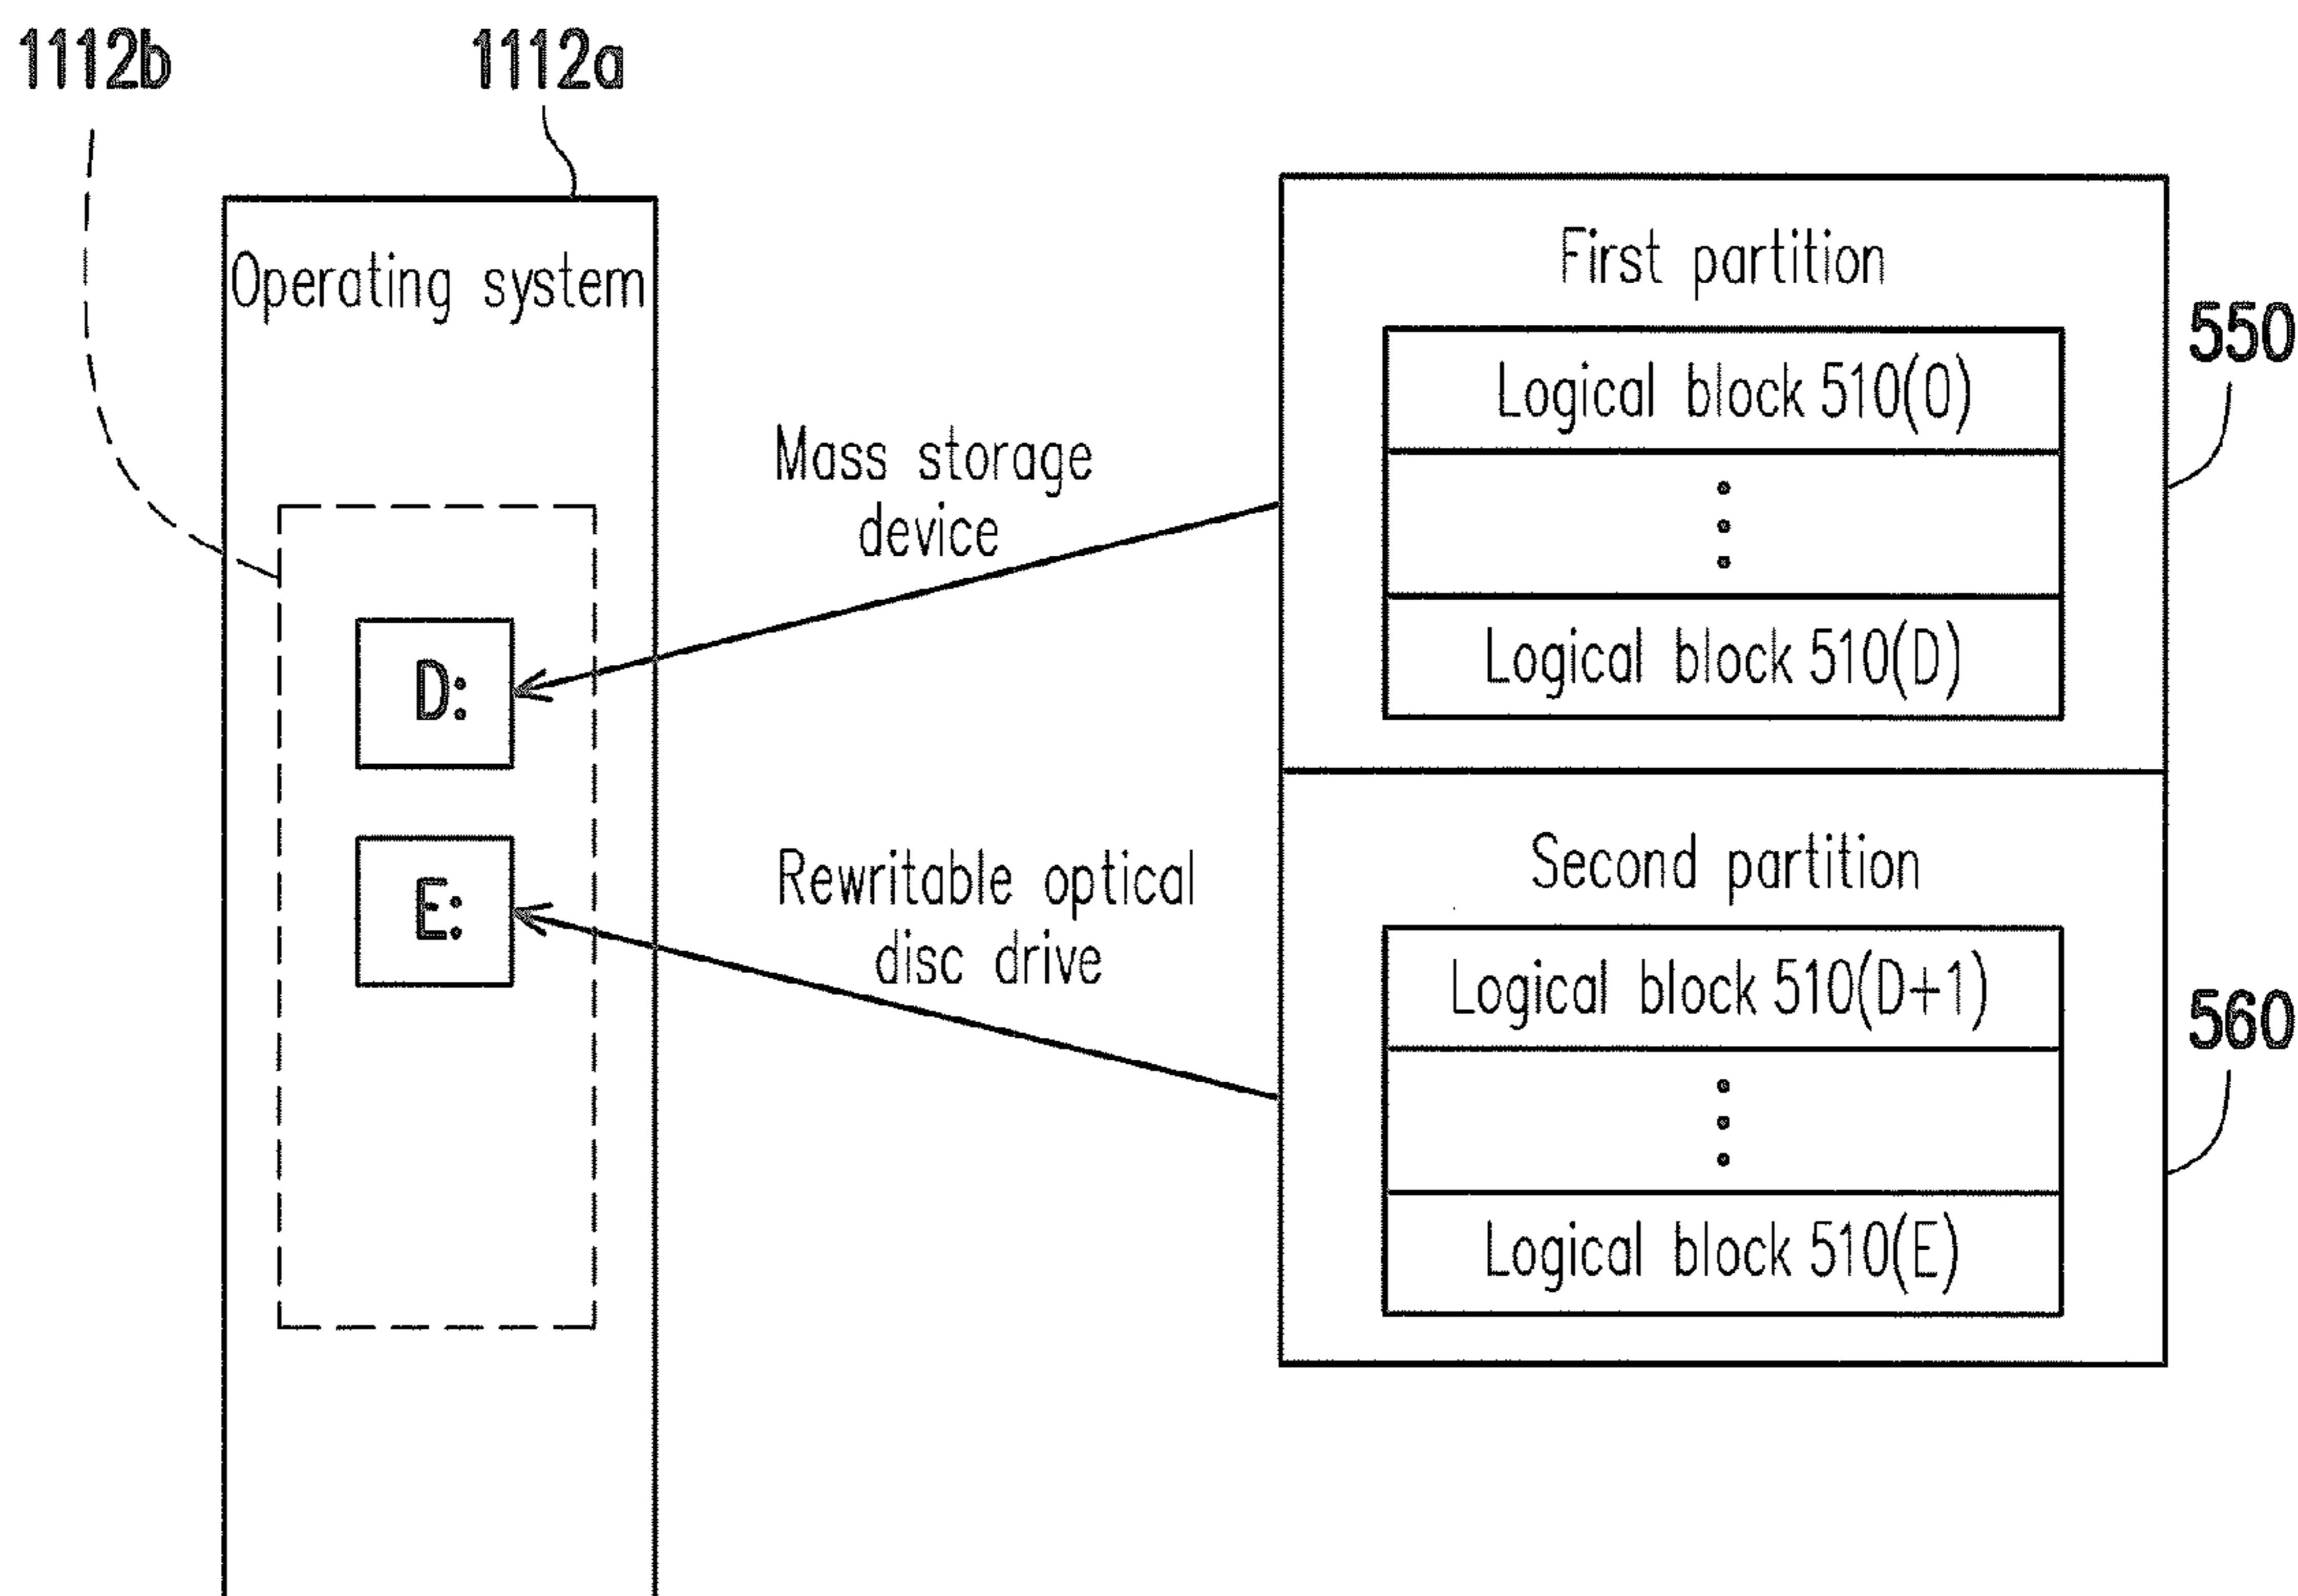 1112b
1112a
Operating system
D:
E:
Mass storage
device
Rewritable optical
disc drive
First partition
Logical block 510(0)
Logical block 510(D)
550
Second partition
Logical block 510(D+1)
Logical block 510(E)
560